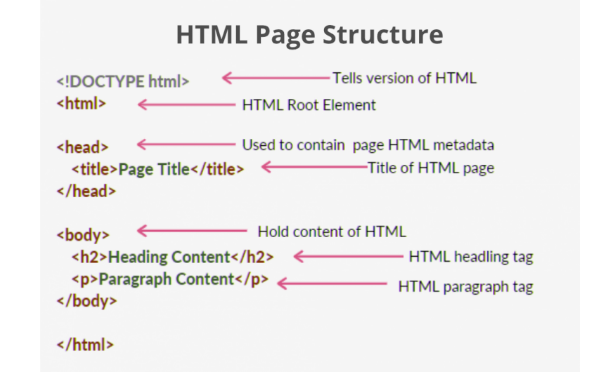 HTML Page Structure
<!DOCTYPE html> Tells version of HTML
<html> HTML Root Element
<head> Used to contain page HTML metadata
<title>Page Title</title> Title of HTML page
</head>
<body> Hold content of HTML
<h2>Heading Content</h2> HTML headling tag
<p>Paragraph Content</p> HTML paragraph tag
</body>
</html>